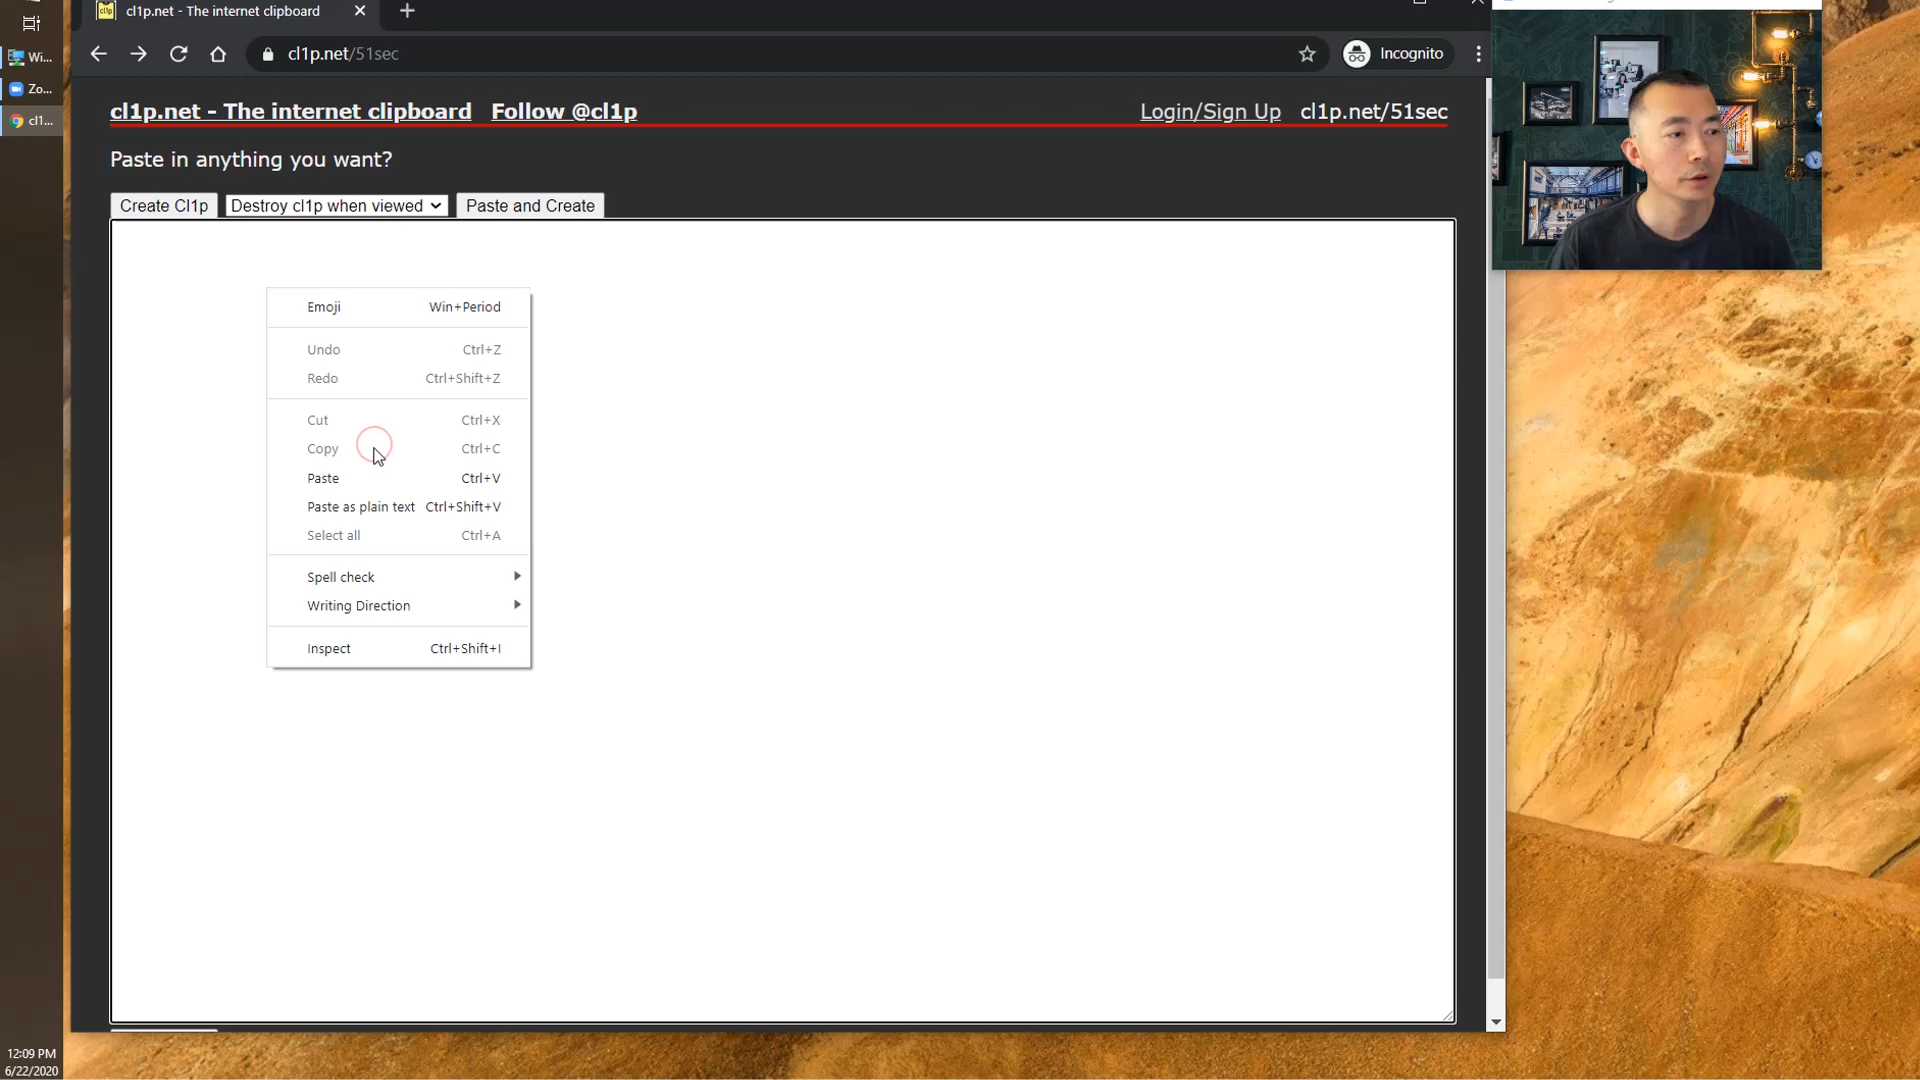 cl1p.net - The internet clipboard
cl1p.net/51sec
Incognito
Wi...
Zo...
cl1...
cl1p.net - The internet clipboard Follow @cl1p Login/Sign Up cl1p.net/51sec
Paste in anything you want?
Create Cl1p Destroy cl1p when viewed Paste and Create
Emoji Win+Period
Undo Ctrl+Z
Redo Ctrl+Shift+Z
Cut Ctrl+X
Copy Ctrl+C
Paste Ctrl+V
Paste as plain text Ctrl+Shift+V
Select all Ctrl+A
Spell check
Writing Direction
Inspect Ctrl+Shift+I
12:09 PM
6/22/2020